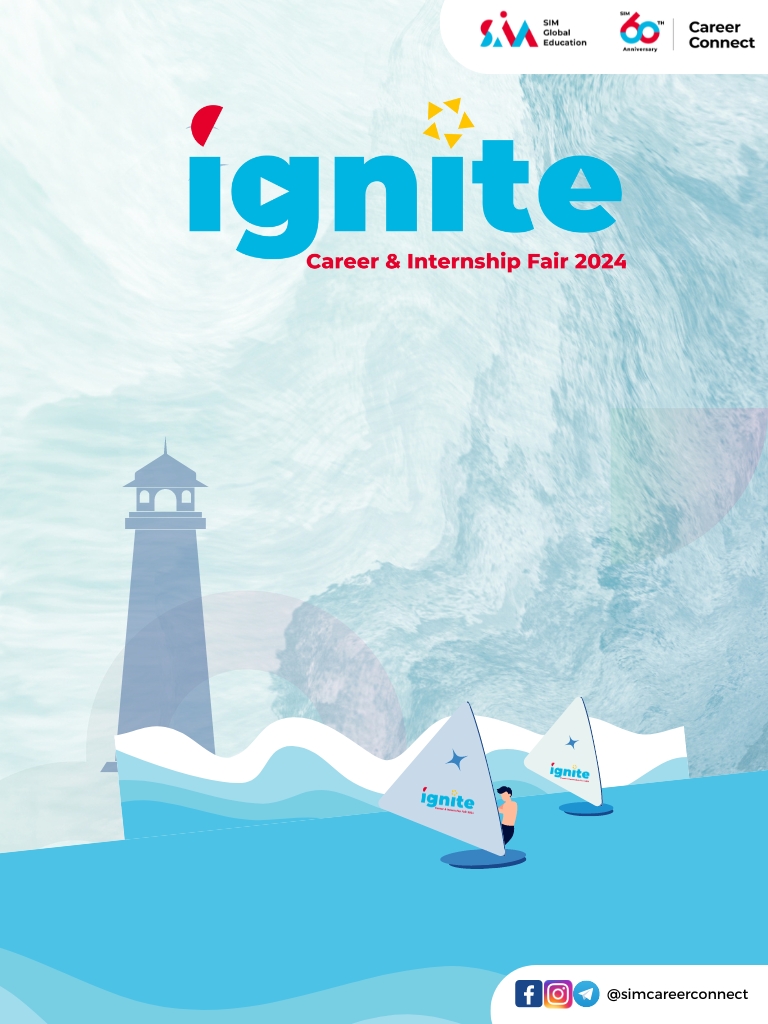 SIM
Global
Education
SIM
60TH
Anniversary
Career
Connect
ignite
Career & Internship Fair 2024
ignite
ignite
@simcareerconnect